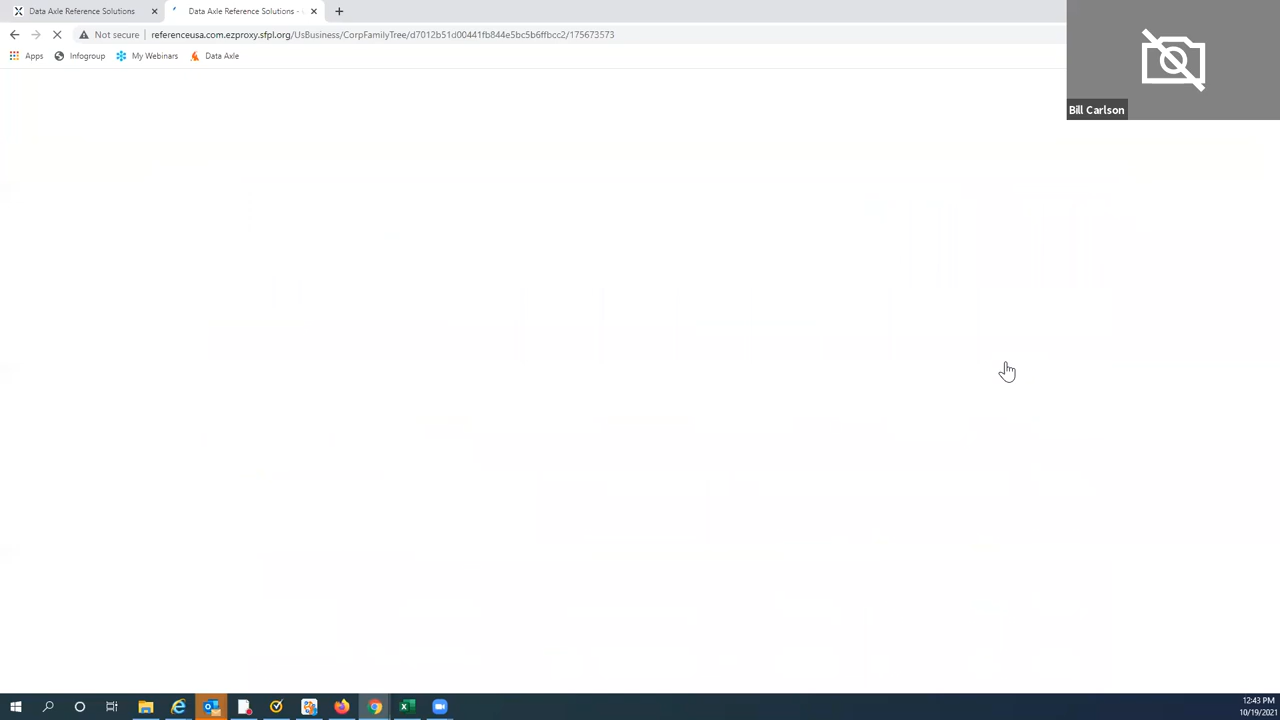 Data Axle Reference Solutions
Data Axle Reference Solutions -
Not secure
referenceusa.com.ezproxy.sfpl.org/UsBusiness/CorpFamilyTree/d7012b51d00441fb844e5bc5b6ffbcc2/175673573
Apps
Infogroup
My Webinars
Data Axle
Bill Carlson
12:43 PM
10/19/2021